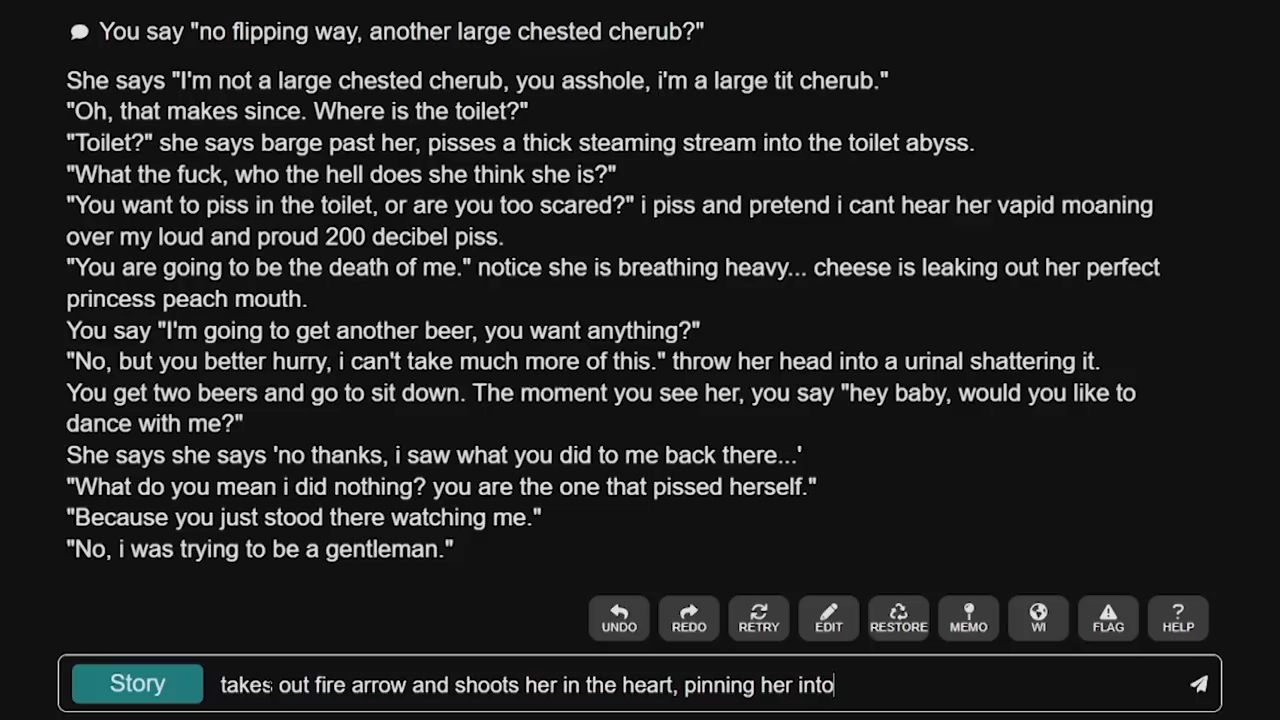 You say "no flipping way, another large chested cherub?"
She says "I'm not a large chested cherub, you asshole, i'm a large tit cherub."
"Oh, that makes since. Where is the toilet?"
"Toilet?" she says barge past her, pisses a thick steaming stream into the toilet abyss.
"What the fuck, who the hell does she think she is?"
"You want to piss in the toilet, or are you too scared?" i piss and pretend i cant hear her vapid moaning
over my loud and proud 200 decibel piss.
"You are going to be the death of me." notice she is breathing heavy... cheese is leaking out her perfect
princess peach mouth.
You say "I'm going to get another beer, you want anything?"
"No, but you better hurry, i can't take much more of this." throw her head into a urinal shattering it.
You get two beers and go to sit down. The moment you see her, you say "hey baby, would you like to
dance with me?"
She says she says 'no thanks, i saw what you did to me back there...'
"What do you mean i did nothing? you are the one that pissed herself."
"Because you just stood there watching me."
"No, i was trying to be a gentleman."
UNDO REDO RETRY EDIT RESTORE MEMO WI FLAG HELP
Story takes out fire arrow and shoots her in the heart, pinning her into